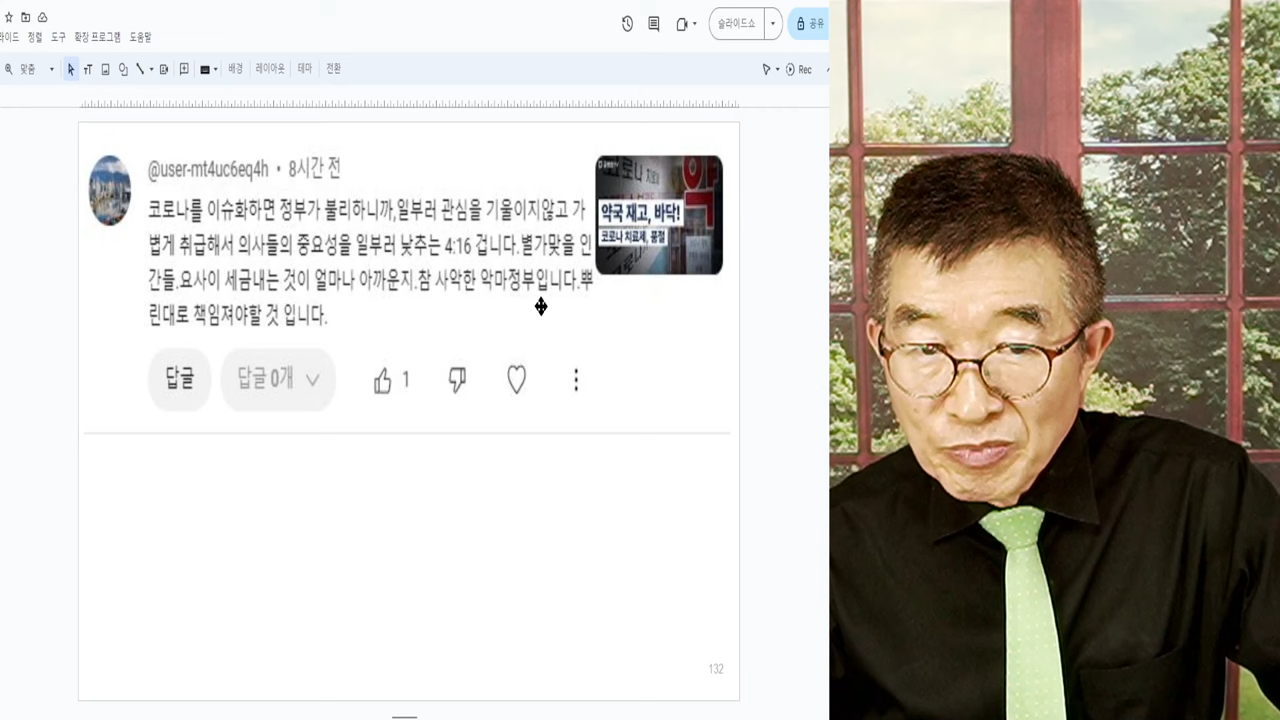 정렬 도구 확장 프로그램 도움말
슬라이드쇼
공유
맞춤
배경
레이아웃
테마
전환
Rec
@user-mt4uc6eq4h • 8시간 전
코로나를 이슈화하면 정부가 불리하니까,일부러 관심을 기울이지않고 가
볍게 취급해서 의사들의 중요성을 일부러 낮추는 4:16 겁니다.별가맞을 인
간들.요사이 세금내는 것이 얼마나 아까운지.참 사악한 악마정부입니다.뿌
린대로 책임져야할 것 입니다.
약국 재고, 바닥!
코로나 치료제, 품절
답글
답글 0개
1
132